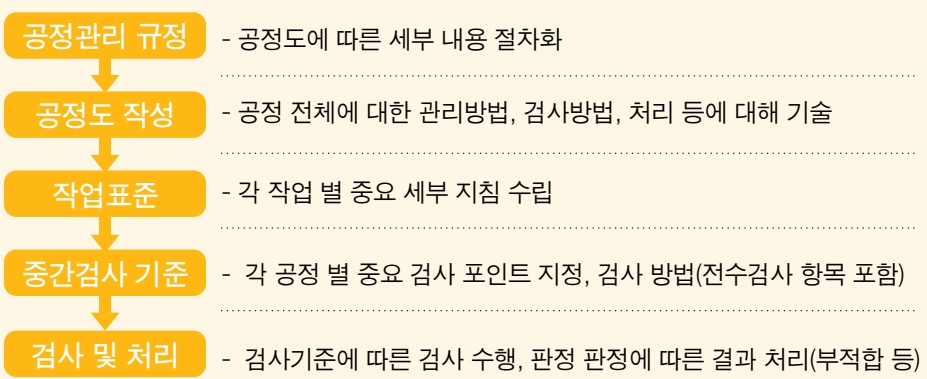 공정관리 규정 - 공정도에 따른 세부 내용 절차화
공정도 작성 - 공정 전체에 대한 관리방법, 검사방법, 처리 등에 대해 기술
작업표준 - 각 작업 별 중요 세부 지침 수립
중간검사 기준 - 각 공정 별 중요 검사 포인트 지정, 검사 방법(전수검사 항목 포함)
검사 및 처리 - 검사기준에 따른 검사 수행, 판정 판정에 따른 결과 처리(부적합 등)